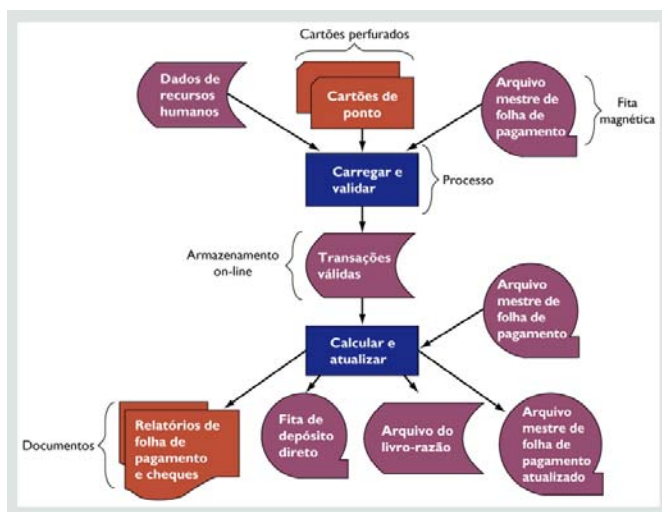 Cartões perfurados
Dados de
recursos
humanos
Cartões de
ponto
Arquivo
mestre de
folha de
pagamento
Fita
magnética
Carregar e
validar
Processo
Armazenamento
on-line
Transações
válidas
Arquivo
mestre de
folha de
pagamento
Calcular e
atualizar
Documentos
Relatórios de
folha de
pagamento
e cheques
Fita de
depósito
direto
Arquivo do
livro-razão
Arquivo
mestre de
folha de
pagamento
atualizado